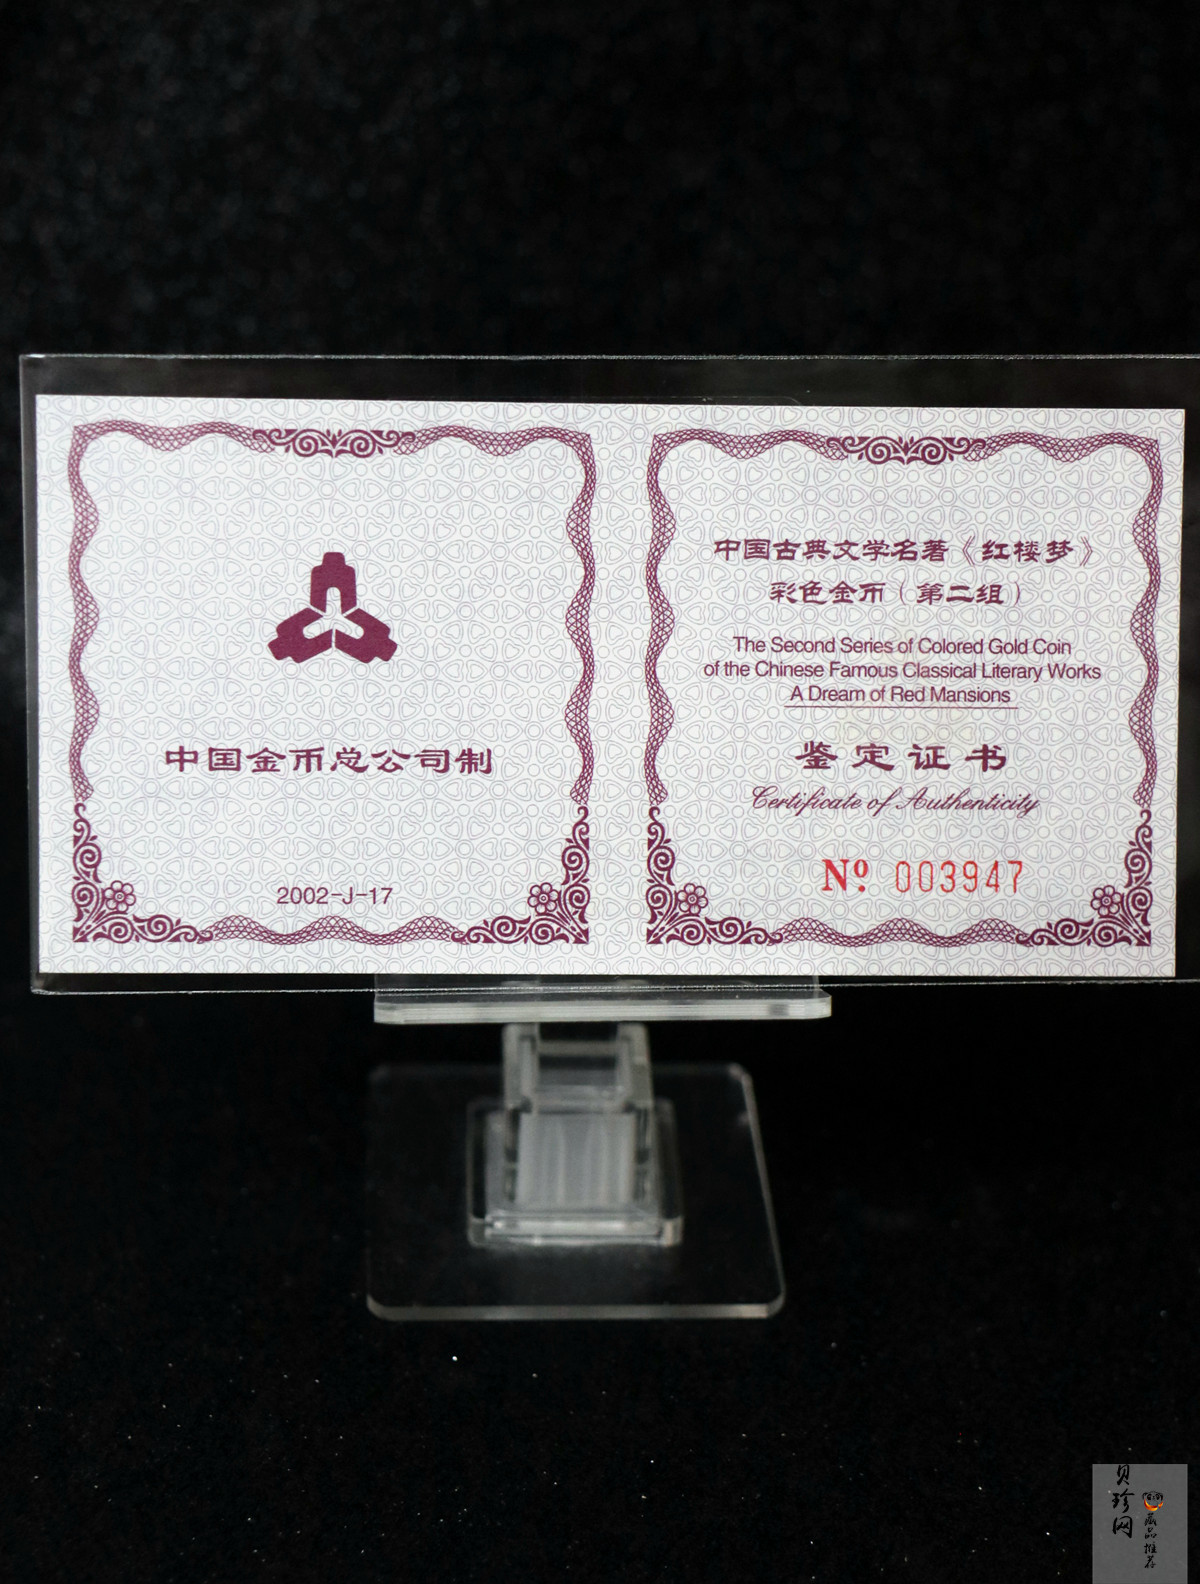 中国金币总公司制
2002-J-17
中国古典文学名著《红楼梦》
彩色金币（第二组）
The Second Series of Colored Gold Coin
of the Chinese Famous Classical Literary Works
A Dream of Red Mansions
鉴定证书
Certificate of Authenticity
Nº 003947
贝珍网
藏品推荐